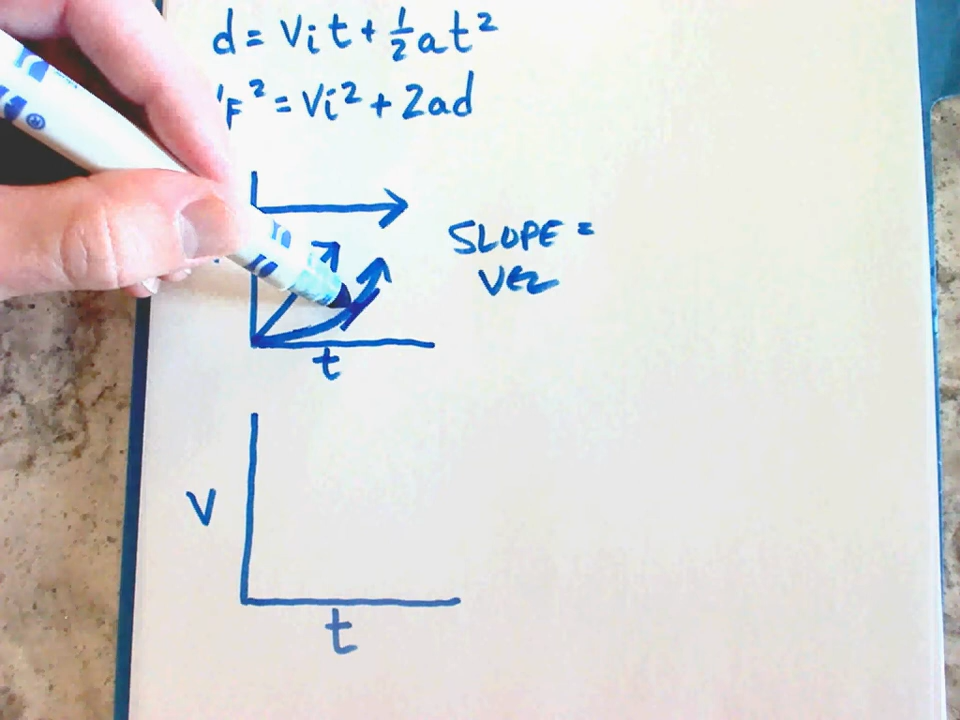 d = Vit + ½at²
F² = Vi² + 2ad
SLOPE =
VEL
t
V
t